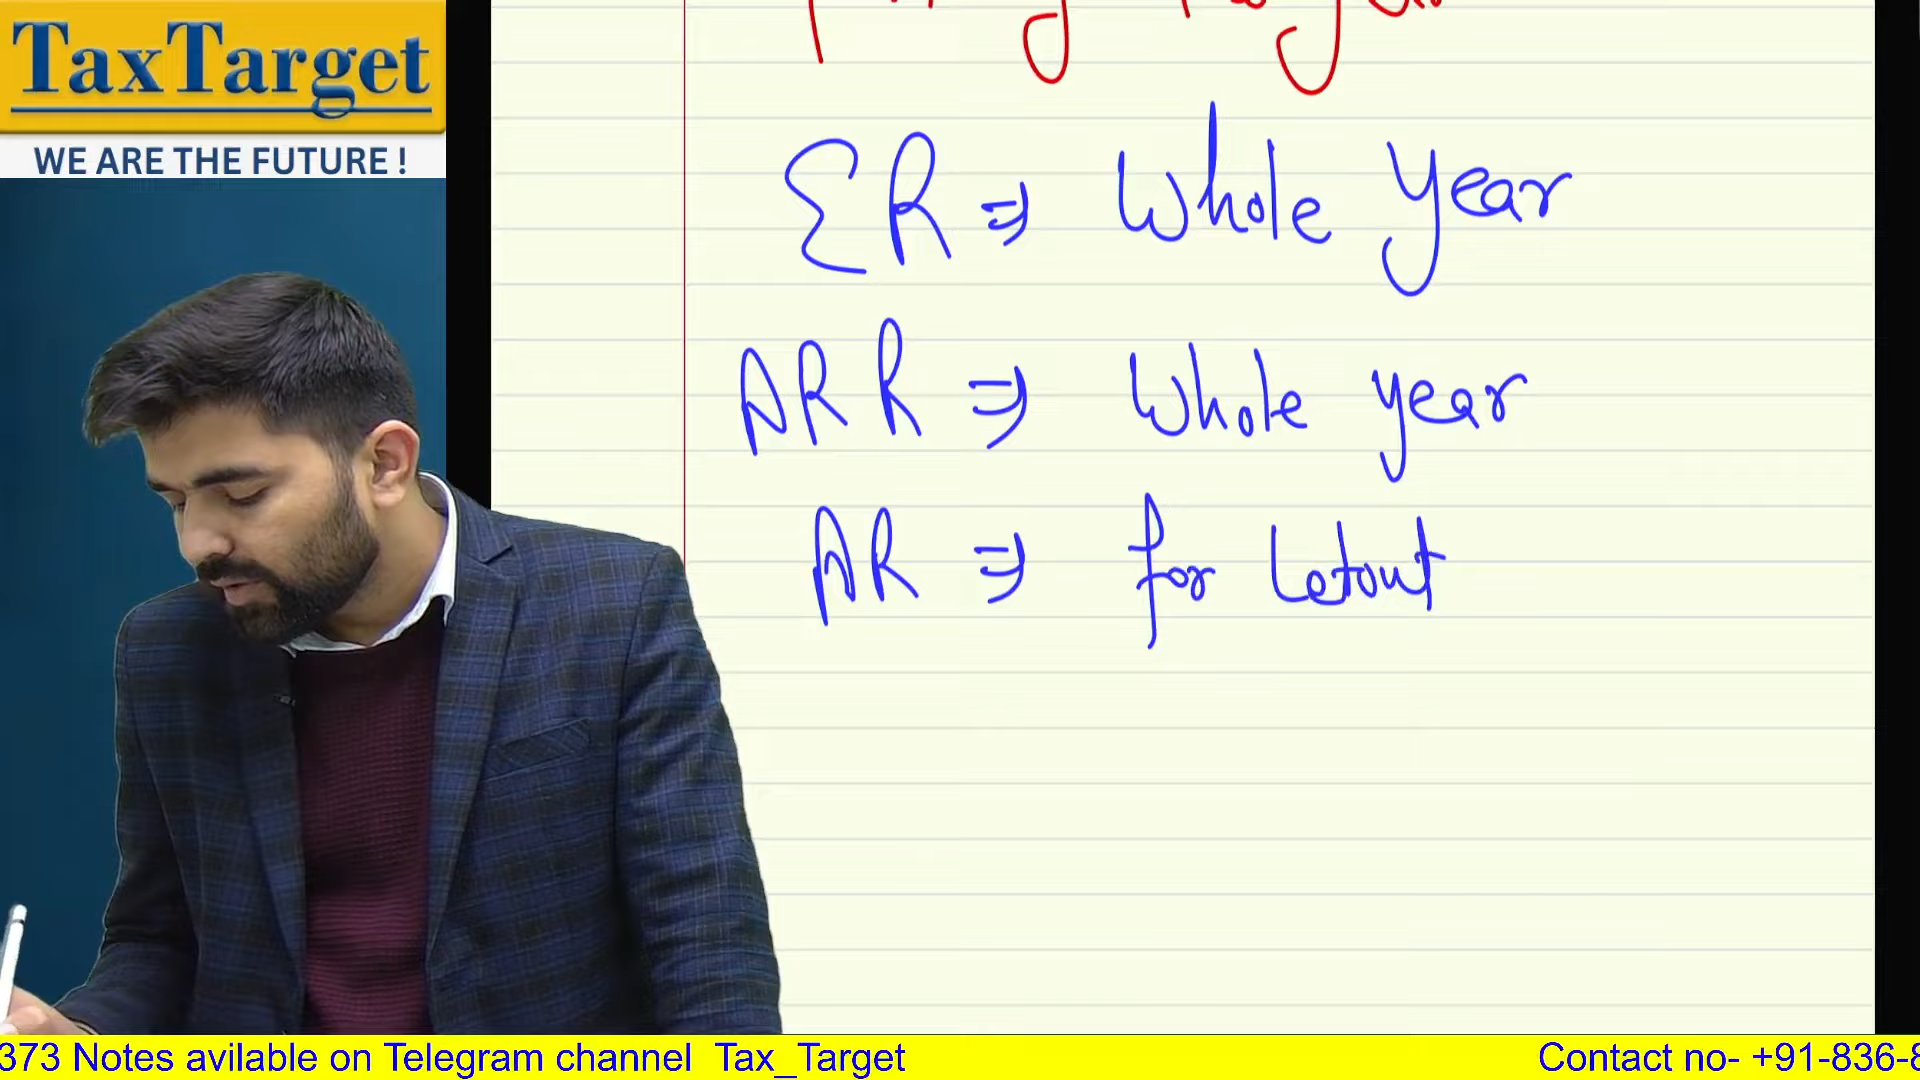 TaxTarget
WE ARE THE FUTURE !
ER ⇒ Whole Year
ARR ⇒ Whole year
AR ⇒ for Letout
373 Notes avilable on Telegram channel Tax_Target
Contact no- +91-836-8